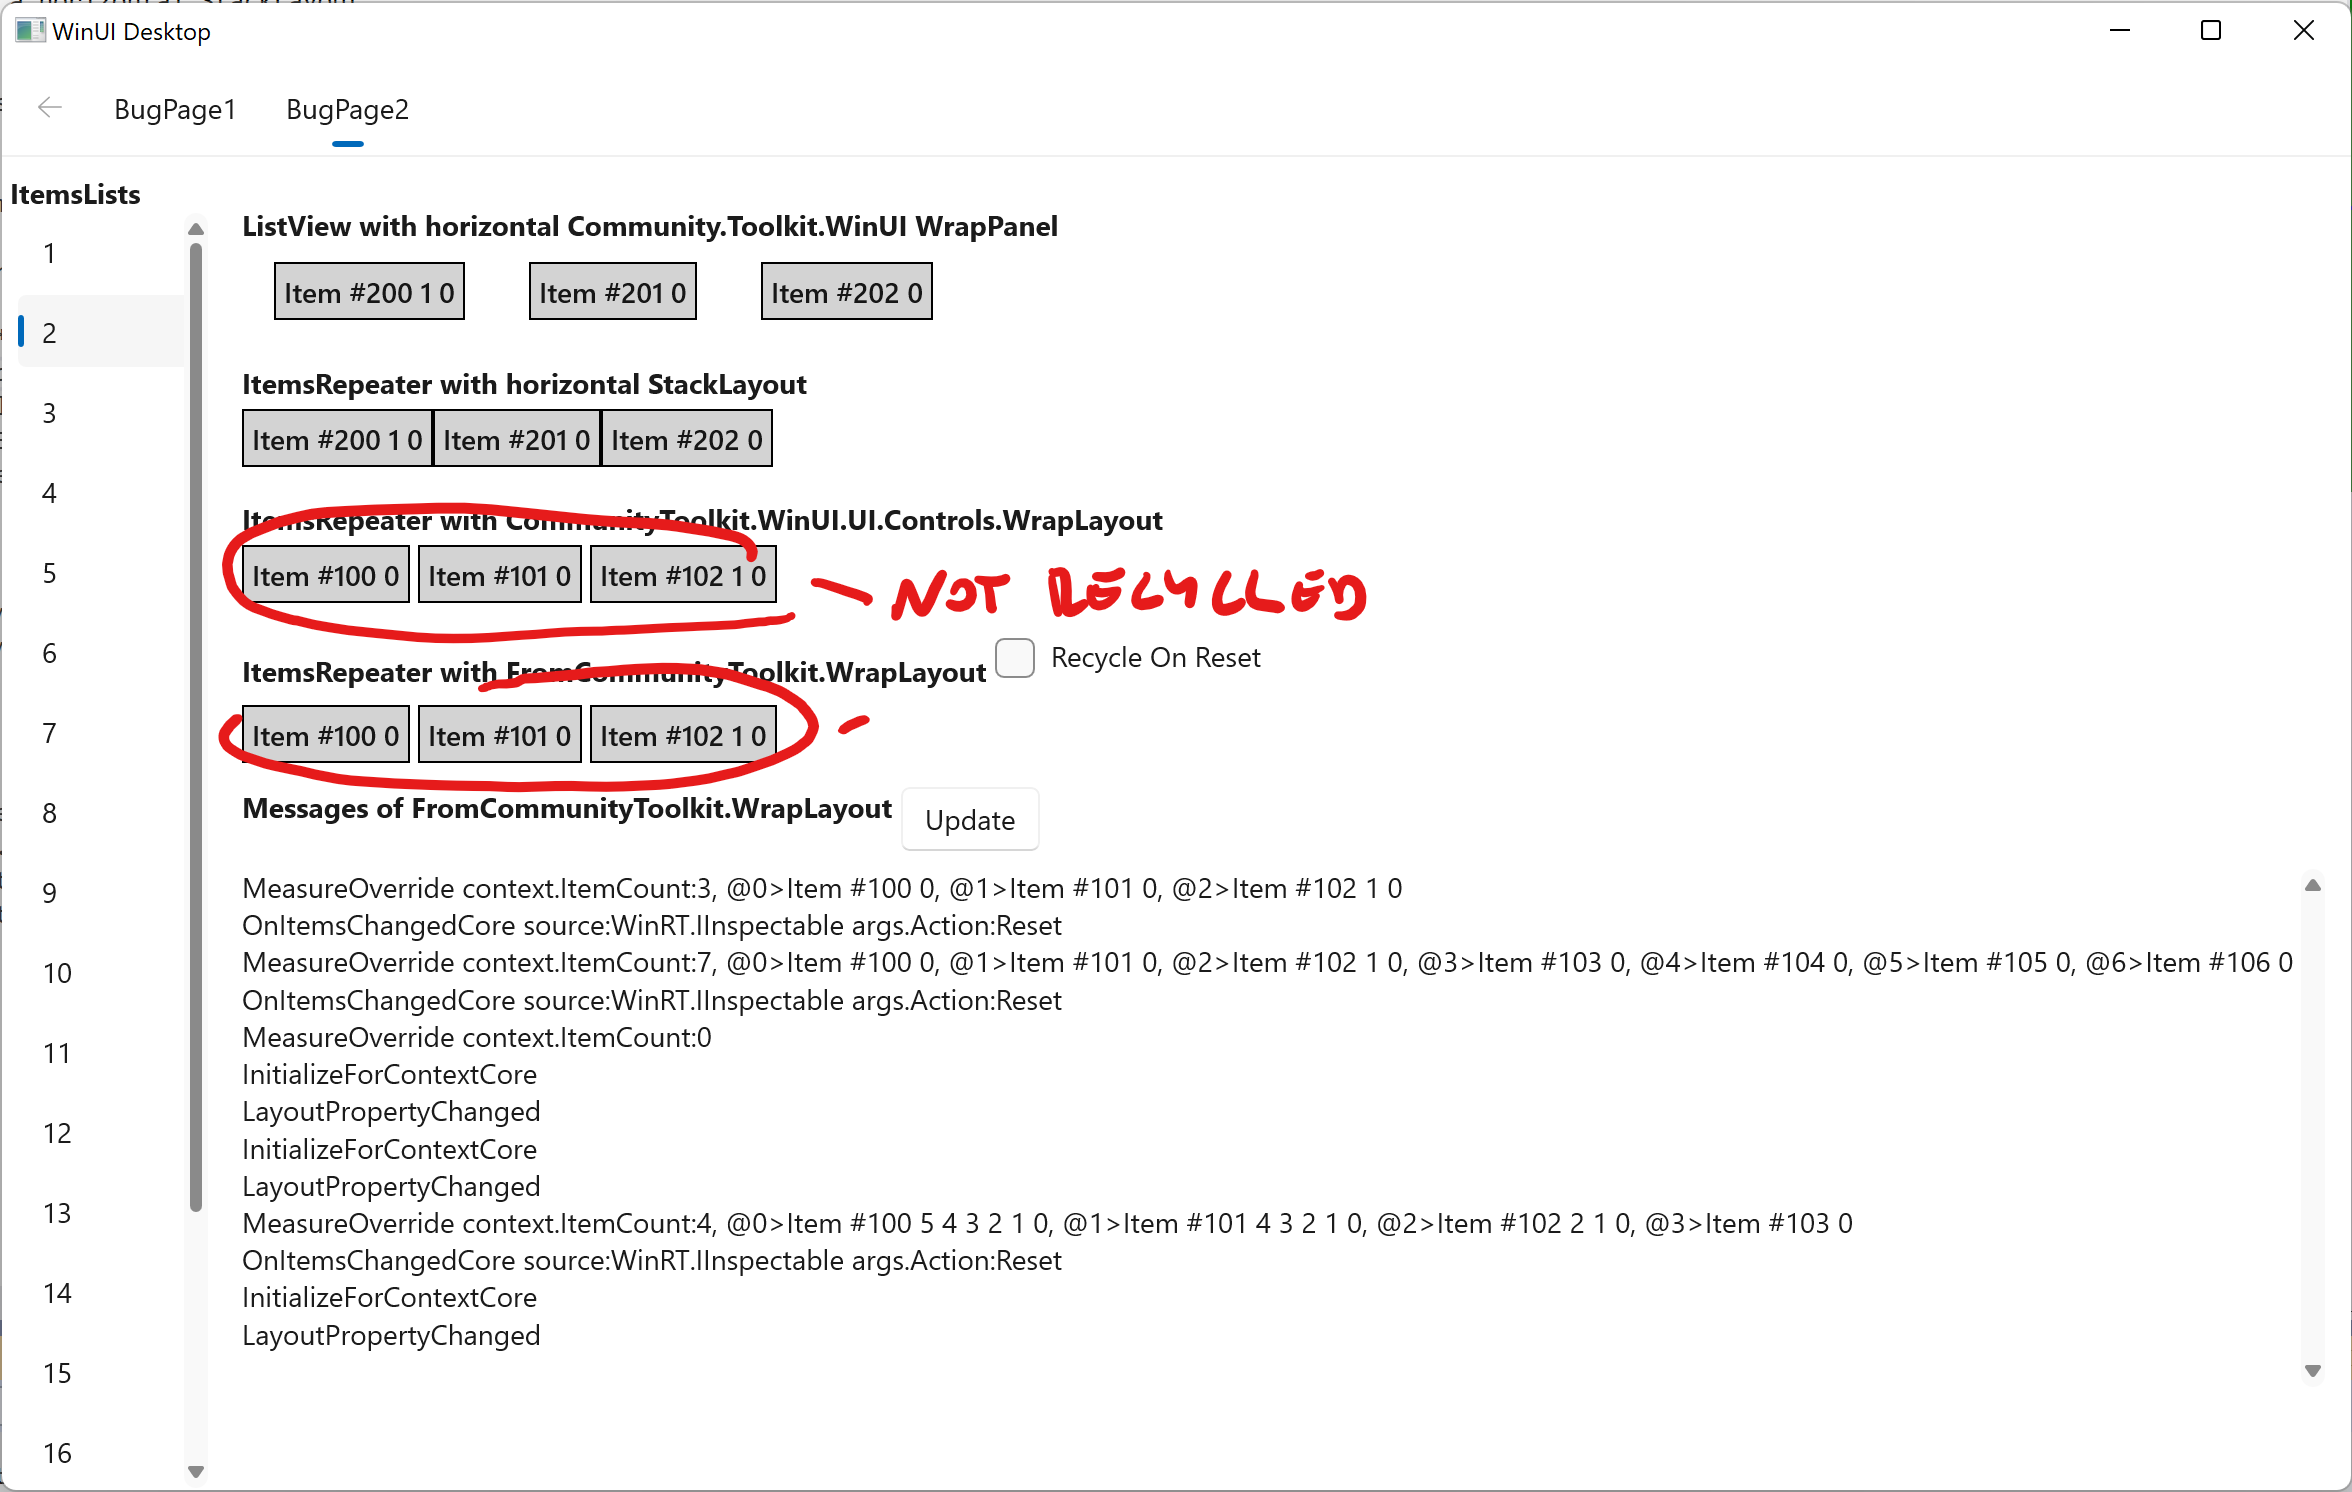 WinUI Desktop
BugPage1 BugPage2
ItemsLists
1
2
3
4
5
6
7
8
9
10
11
12
13
14
15
16
ListView with horizontal Community.Toolkit.WinUI WrapPanel
Item #200 1 0 Item #201 0 Item #202 0
ItemsRepeater with horizontal StackLayout
Item #200 1 0 Item #201 0 Item #202 0
ItemsRepeater with CommunityToolkit.WinUI.UI.Controls.WrapLayout
Item #100 0 Item #101 0 Item #102 1 0
NOT RECYCLED
ItemsRepeater with FromCommunityToolkit.WrapLayout Recycle On Reset
Item #100 0 Item #101 0 Item #102 1 0
Messages of FromCommunityToolkit.WrapLayout Update
MeasureOverride context.ItemCount:3, @0>Item #100 0, @1>Item #101 0, @2>Item #102 1 0
OnItemsChangedCore source:WinRT.IInspectable args.Action:Reset
MeasureOverride context.ItemCount:7, @0>Item #100 0, @1>Item #101 0, @2>Item #102 1 0, @3>Item #103 0, @4>Item #104 0, @5>Item #105 0, @6>Item #106 0
OnItemsChangedCore source:WinRT.IInspectable args.Action:Reset
MeasureOverride context.ItemCount:0
InitializeForContextCore
LayoutPropertyChanged
InitializeForContextCore
LayoutPropertyChanged
MeasureOverride context.ItemCount:4, @0>Item #100 5 4 3 2 1 0, @1>Item #101 4 3 2 1 0, @2>Item #102 2 1 0, @3>Item #103 0
OnItemsChangedCore source:WinRT.IInspectable args.Action:Reset
InitializeForContextCore
LayoutPropertyChanged